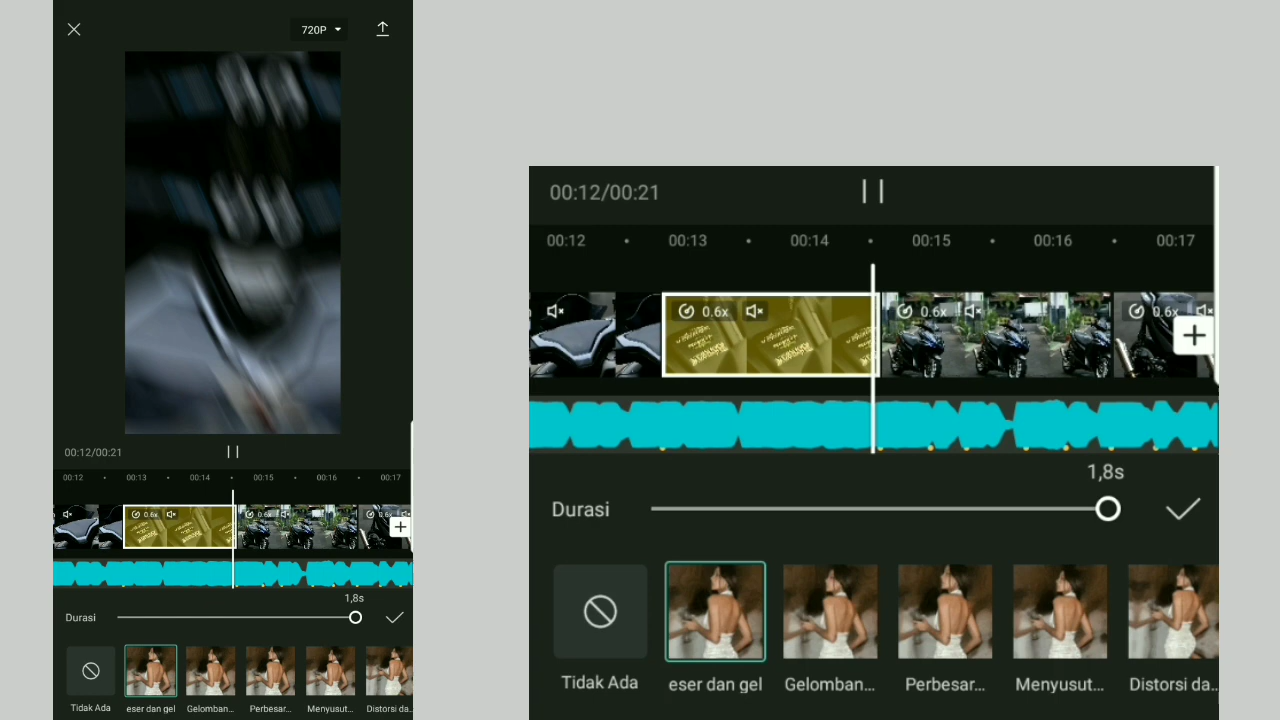 720P
00:12/00:21
00:12
00:13
00:14
00:15
00:16
00:17
0.6x
0.6x
0.6x
1,8s
Durasi
Tidak Ada
eser dan gel
Gelomban...
Perbesar...
Menyusut...
Distorsi da...
00:12/00:21
00:12
00:13
00:14
00:15
00:16
00:17
0.6x
0.6x
0.6x
1,8s
Durasi
Tidak Ada
eser dan gel
Gelomban...
Perbesar...
Menyusut...
Distorsi da..